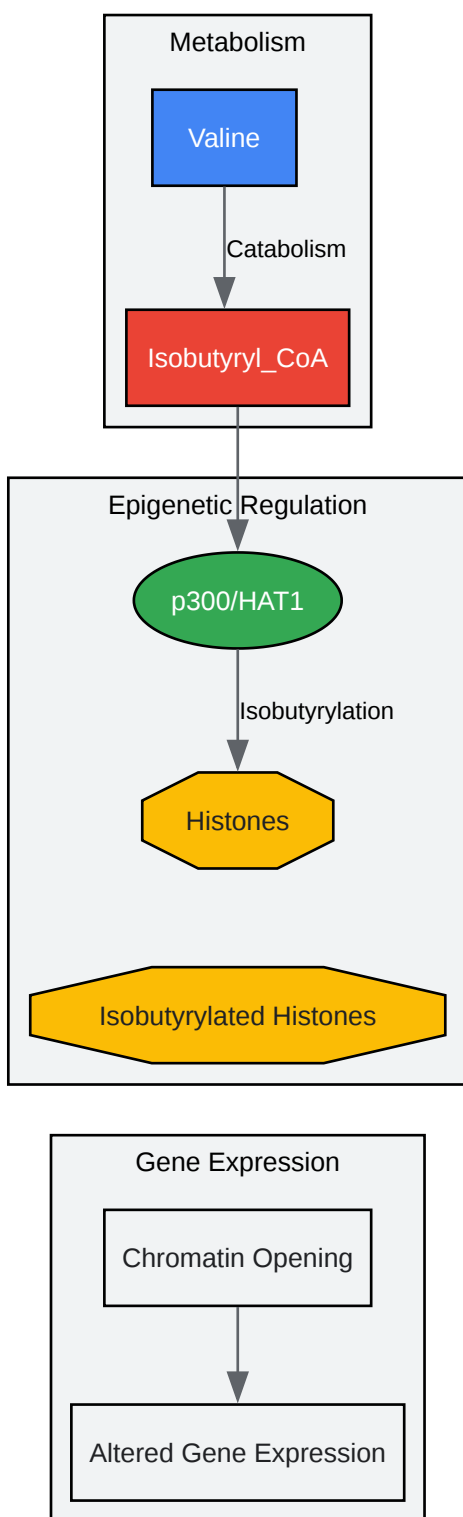 Metabolism
Valine
Catabolism
Isobutyryl_CoA
Epigenetic Regulation
p300/HAT1
Isobutyrylation
Histones
Isobutyrylated Histones
Gene Expression
Chromatin Opening
Altered Gene Expression